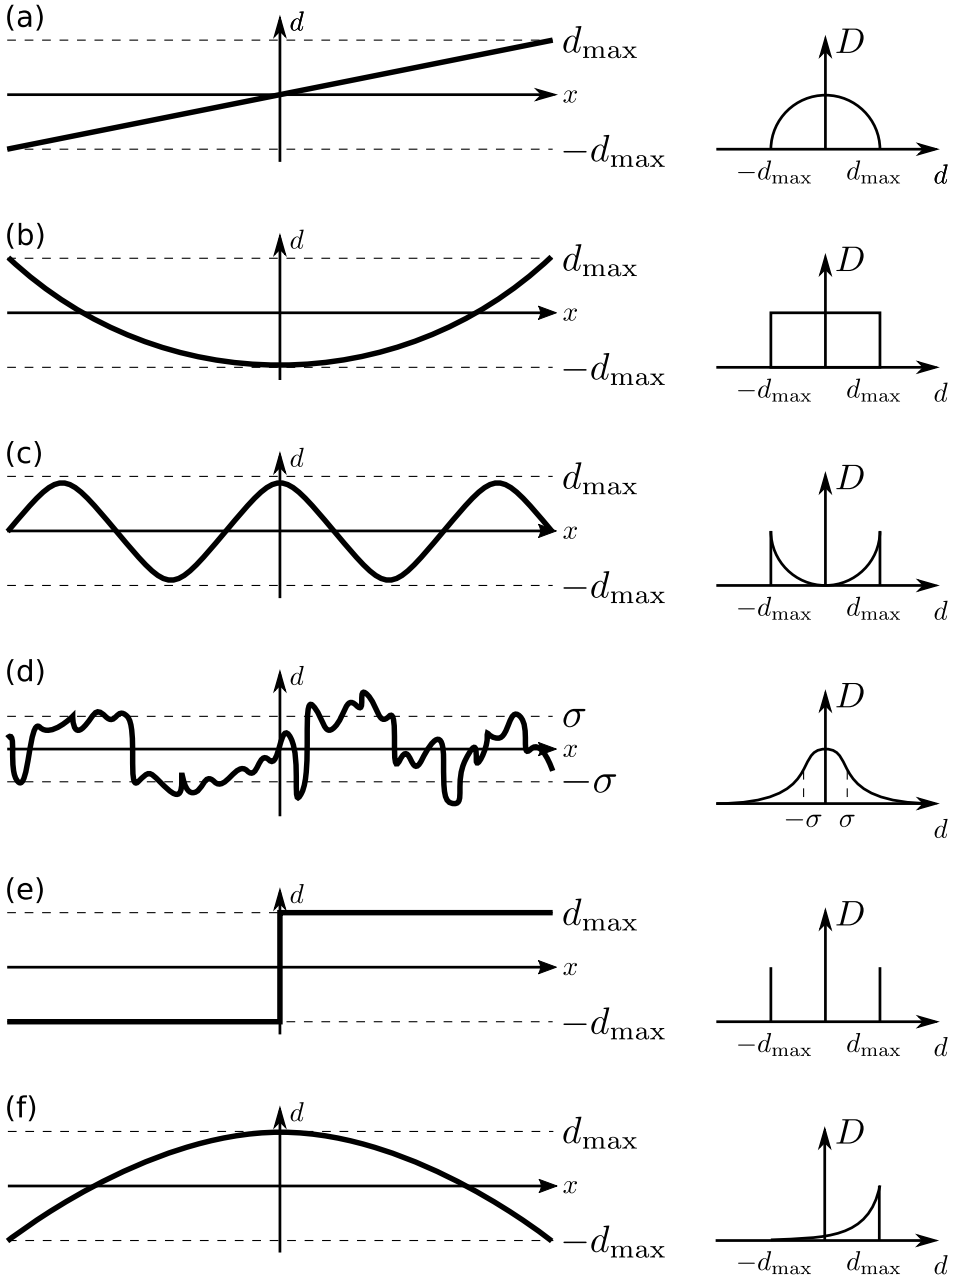 (a) d d_max D
x
−d_max −d_max d_max d
(b) d d_max D
x
−d_max −d_max d_max d
(c) d d_max D
x
−d_max −d_max d_max d
(d) d σ D
x
−σ −σ σ d
(e) d d_max D
x
−d_max −d_max d_max d
(f) d d_max D
x
−d_max −d_max d_max d